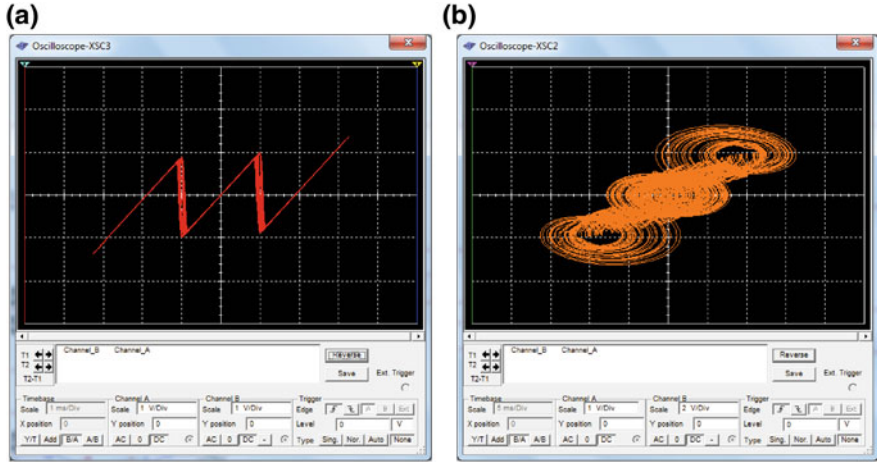 (a)
(b)
Oscilloscope-XSC3
T1
T2
T2-T1
Channel_B Channel_A
Reverse
Save
Ext. Trigger
Timebase
Scale 1 ms/Div
X position 0
Y/T Add B/A A/B
Channel A
Scale 1 V/Div
Y position 0
AC 0 DC
Channel B
Scale 1 V/Div
Y position 0
AC 0 DC -
Trigger
Edge A B Ext
Level 0 V
Type Sing. Nor. Auto None
Oscilloscope-XSC2
T1
T2
T2-T1
Channel_B Channel_A
Reverse
Save
Ext. Trigger
Timebase
Scale 5 ms/Div
X position 0
Y/T Add B/A A/B
Channel A
Scale 1 V/Div
Y position 0
AC 0 DC
Channel B
Scale 2 V/Div
Y position 0
AC 0 DC -
Trigger
Edge A B Ext
Level 0 V
Type Sing. Nor. Auto None